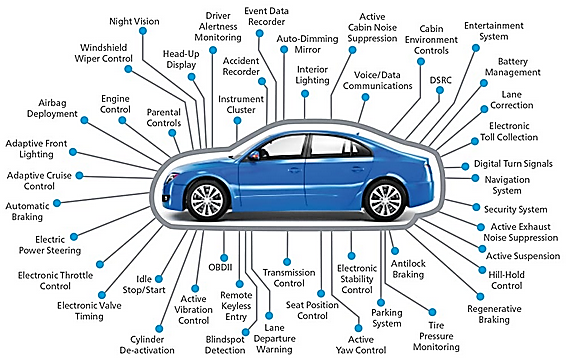 Night Vision
Driver
Alertness
Monitoring
Event Data
Recorder
Auto-Dimming
Mirror
Active
Cabin Noise
Suppression
Cabin
Environment
Controls
Entertainment
System
Windshield
Wiper Control
Head-Up
Display
Accident
Recorder
Interior
Lighting
Voice/Data
Communications
DSRC
Battery
Management
Airbag
Deployment
Engine
Control
Parental
Controls
Instrument
Cluster
Lane
Correction
Electronic
Toll Collection
Adaptive Front
Lighting
Digital Turn Signals
Adaptive Cruise
Control
Navigation
System
Automatic
Braking
Security System
Electric
Power Steering
Active Exhaust
Noise Suppression
Active Suspension
Electronic Throttle
Control
Idle
Stop/Start
OBDII
Transmission
Control
Electronic
Stability
Control
Antilock
Braking
Hill-Hold
Control
Electronic Valve
Timing
Active
Vibration
Control
Remote
Keyless
Entry
Seat Position
Control
Parking
System
Regenerative
Braking
Cylinder
De-activation
Blindspot
Detection
Lane
Departure
Warning
Active
Yaw Control
Tire
Pressure
Monitoring